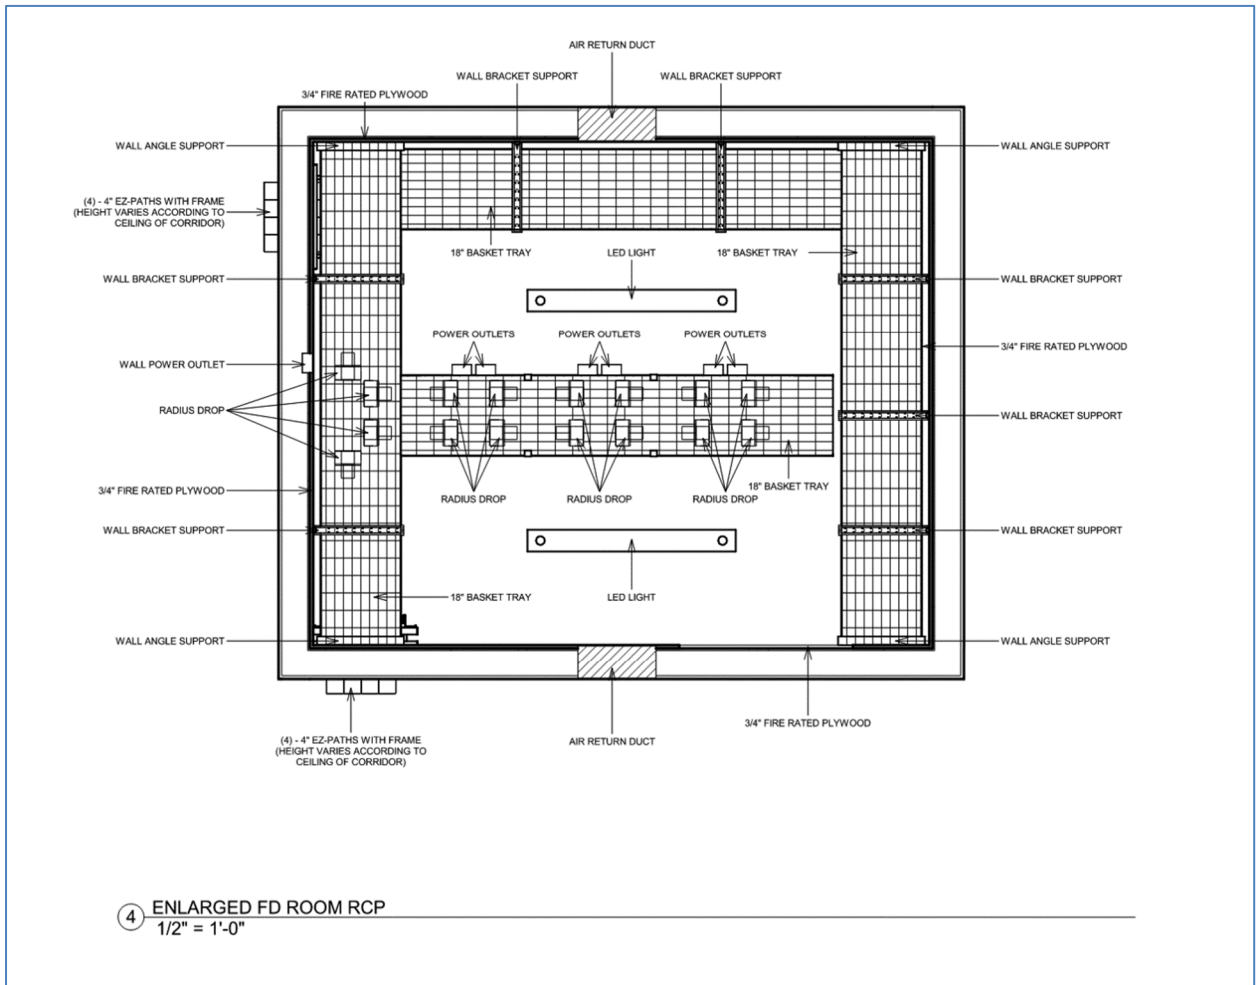 AIR RETURN DUCT
WALL BRACKET SUPPORT
WALL BRACKET SUPPORT
3/4" FIRE RATED PLYWOOD
WALL ANGLE SUPPORT
WALL ANGLE SUPPORT
(4) - 4" EZ-PATHS WITH FRAME
(HEIGHT VARIES ACCORDING TO
CEILING OF CORRIDOR)
18" BASKET TRAY
LED LIGHT
18" BASKET TRAY
WALL BRACKET SUPPORT
WALL BRACKET SUPPORT
POWER OUTLETS
POWER OUTLETS
POWER OUTLETS
3/4" FIRE RATED PLYWOOD
WALL POWER OUTLET
RADIUS DROP
WALL BRACKET SUPPORT
18" BASKET TRAY
3/4" FIRE RATED PLYWOOD
RADIUS DROP
RADIUS DROP
RADIUS DROP
WALL BRACKET SUPPORT
WALL BRACKET SUPPORT
18" BASKET TRAY
LED LIGHT
WALL ANGLE SUPPORT
WALL ANGLE SUPPORT
3/4" FIRE RATED PLYWOOD
(4) - 4" EZ-PATHS WITH FRAME
(HEIGHT VARIES ACCORDING TO
CEILING OF CORRIDOR)
AIR RETURN DUCT
4 ENLARGED FD ROOM RCP
1/2" = 1'-0"